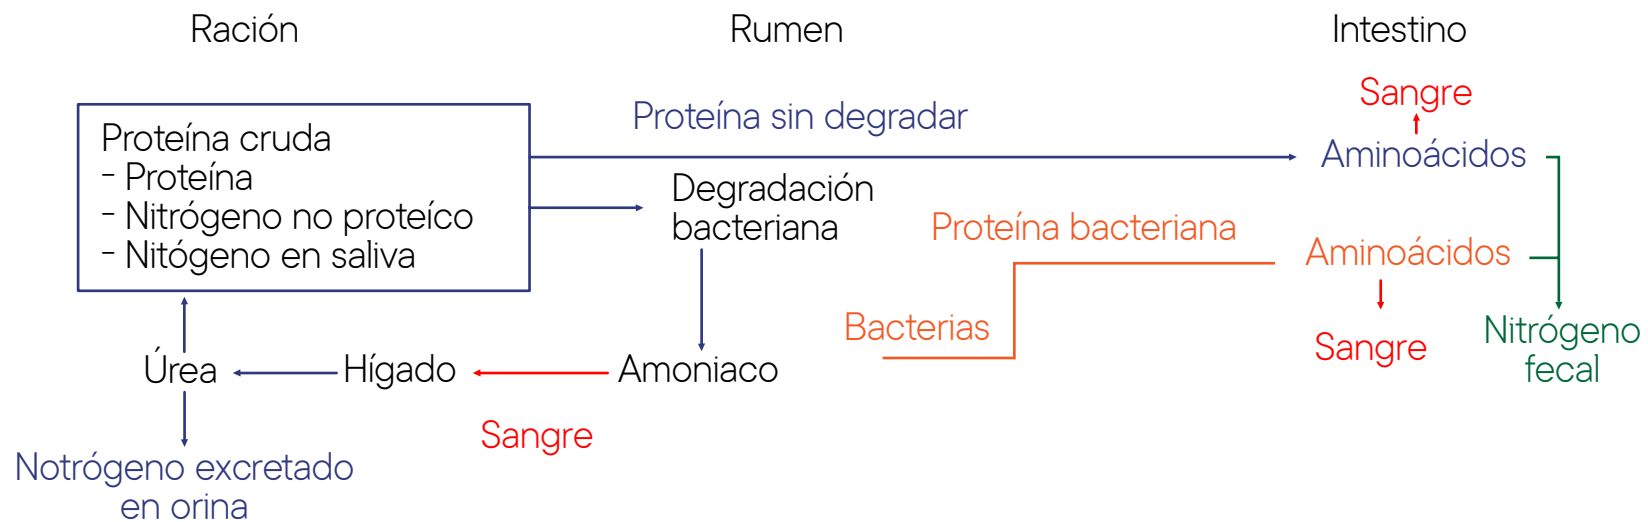 Ración
Rumen
Intestino
Proteína cruda
- Proteína
- Nitrógeno no proteíco
- Nitógeno en saliva
Proteína sin degradar
Sangre
Aminoácidos
Degradación
bacteriana
Proteína bacteriana
Aminoácidos
Bacterias
Sangre
Nitrógeno
fecal
Úrea
Hígado
Amoniaco
Sangre
Notrógeno excretado
en orina